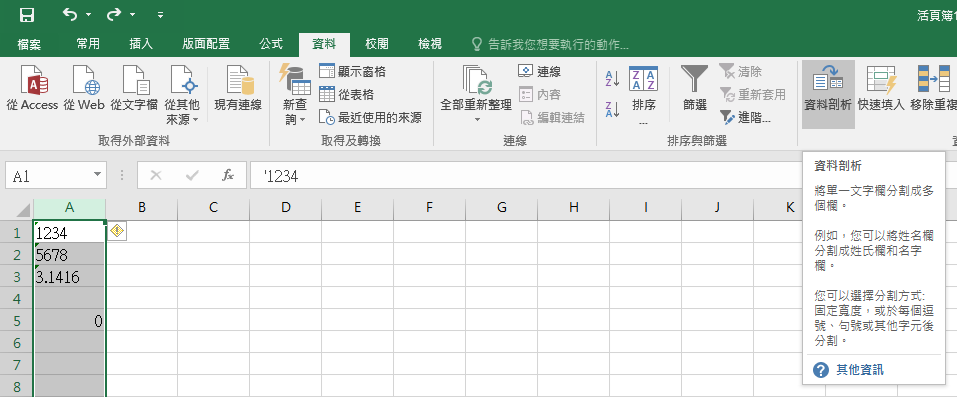 活頁簿1
檔案 常用 插入 版面配置 公式 資料 校閱 檢視 告訴我您想要執行的動作...
從 Access 從 Web 從文字檔 從其他來源 現有連線
取得外部資料
新查詢 顯示窗格
從表格
最近使用的來源
取得及轉換
全部重新整理 連線
內容
編輯連結
連線
排序... 篩選 清除
重新套用
進階...
排序與篩選
資料剖析 快速填入 移除重複
A1 fx '1234
A B C D E F G H I J K
1 1234
2 5678
3 3.1416
4
5 0
6
7
8
資料剖析
將單一文字欄分割成多
個欄。
例如，您可以將姓名欄
分割成姓氏欄和名字
欄。
您可以選擇分割方式:
固定寬度，或於每個逗
號、句號或其他字元後
分割。
其他資訊